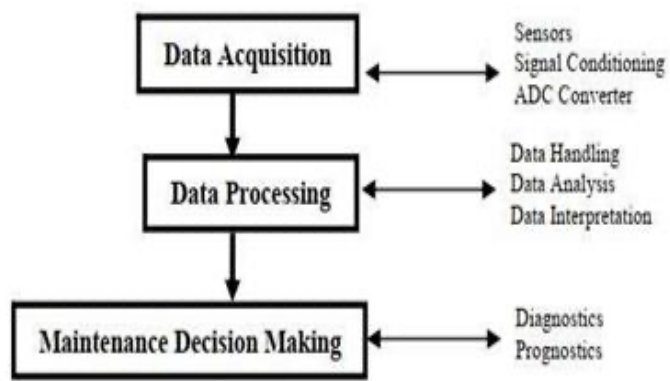 Data Acquisition
Sensors
Signal Conditioning
ADC Converter
Data Processing
Data Handling
Data Analysis
Data Interpretation
Maintenance Decision Making
Diagnostics
Prognostics